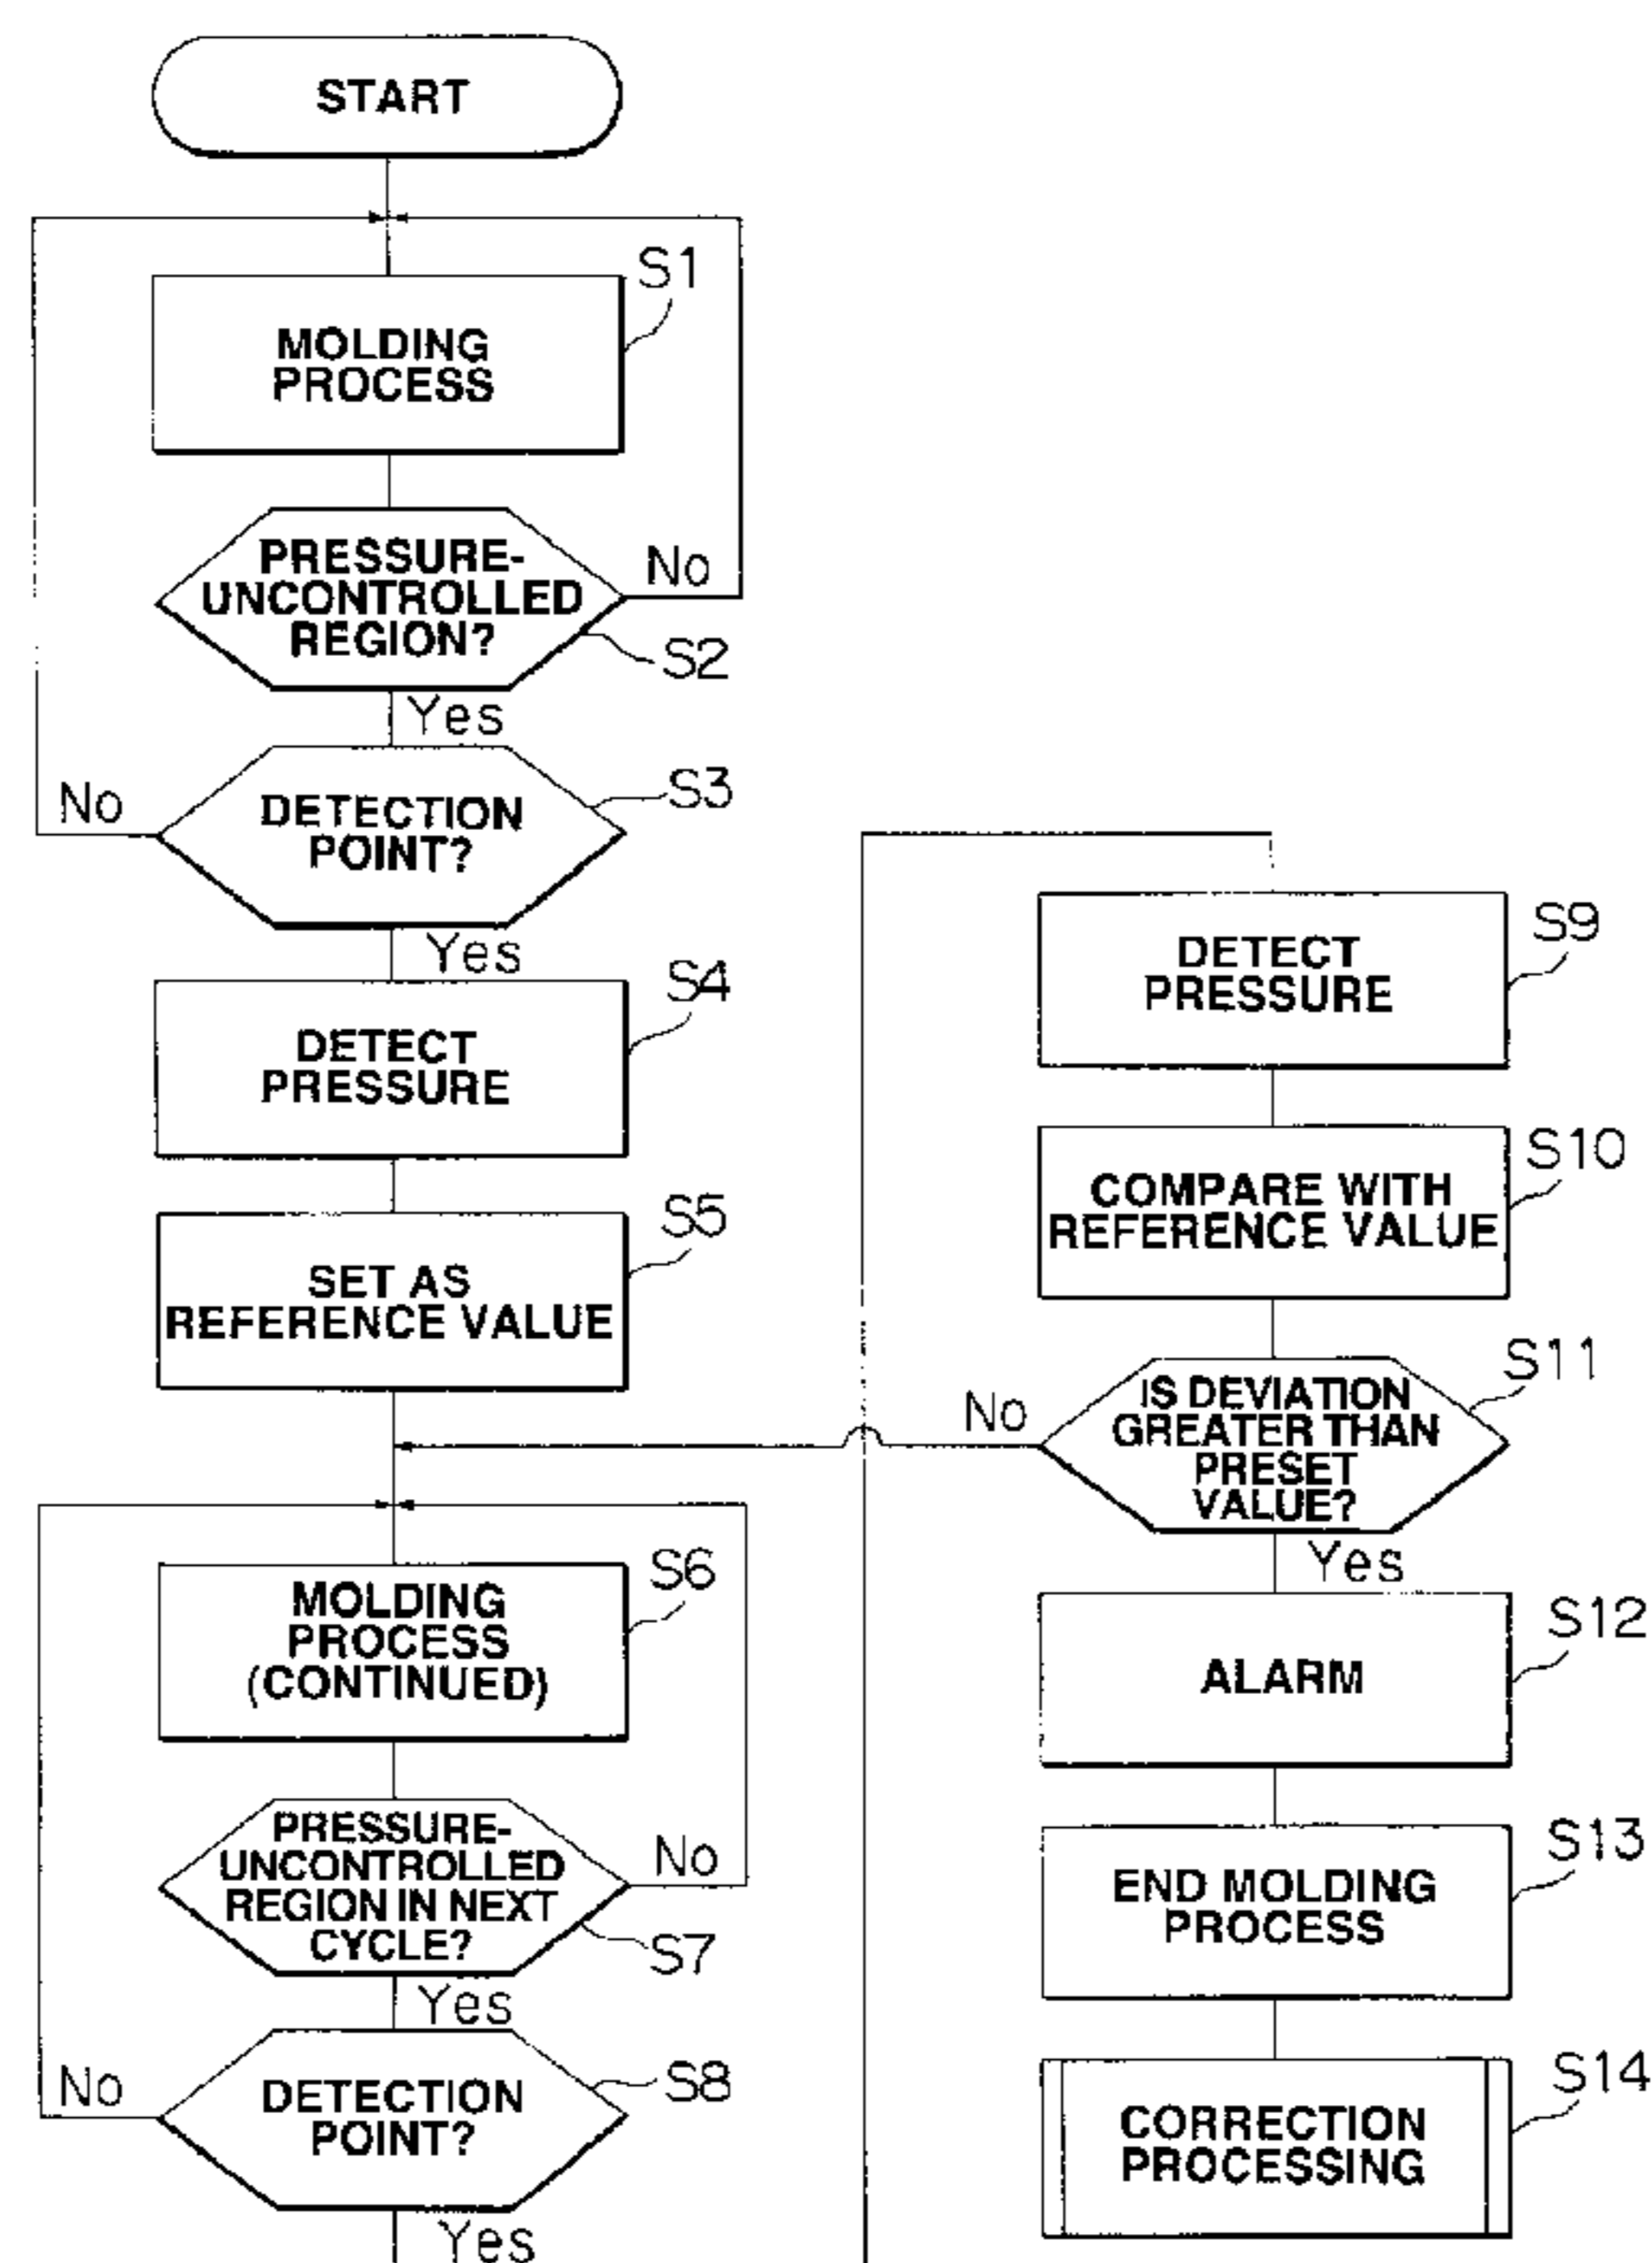 START
S1
MOLDING
PROCESS
PRESSURE-
UNCONTROLLED
REGION?
No
S2
Yes
DETECTION
POINT?
S3
No
Yes
S4
DETECT
PRESSURE
S5
SET AS
REFERENCE VALUE
S6
MOLDING
PROCESS
(CONTINUED)
PRESSURE-
UNCONTROLLED
REGION IN NEXT
CYCLE?
No
S7
Yes
DETECTION
POINT?
S8
No
Yes
S9
DETECT
PRESSURE
S10
COMPARE WITH
REFERENCE VALUE
S11
IS DEVIATION
GREATER THAN
PRESET
VALUE?
No
Yes
S12
ALARM
S13
END MOLDING
PROCESS
S14
CORRECTION
PROCESSING